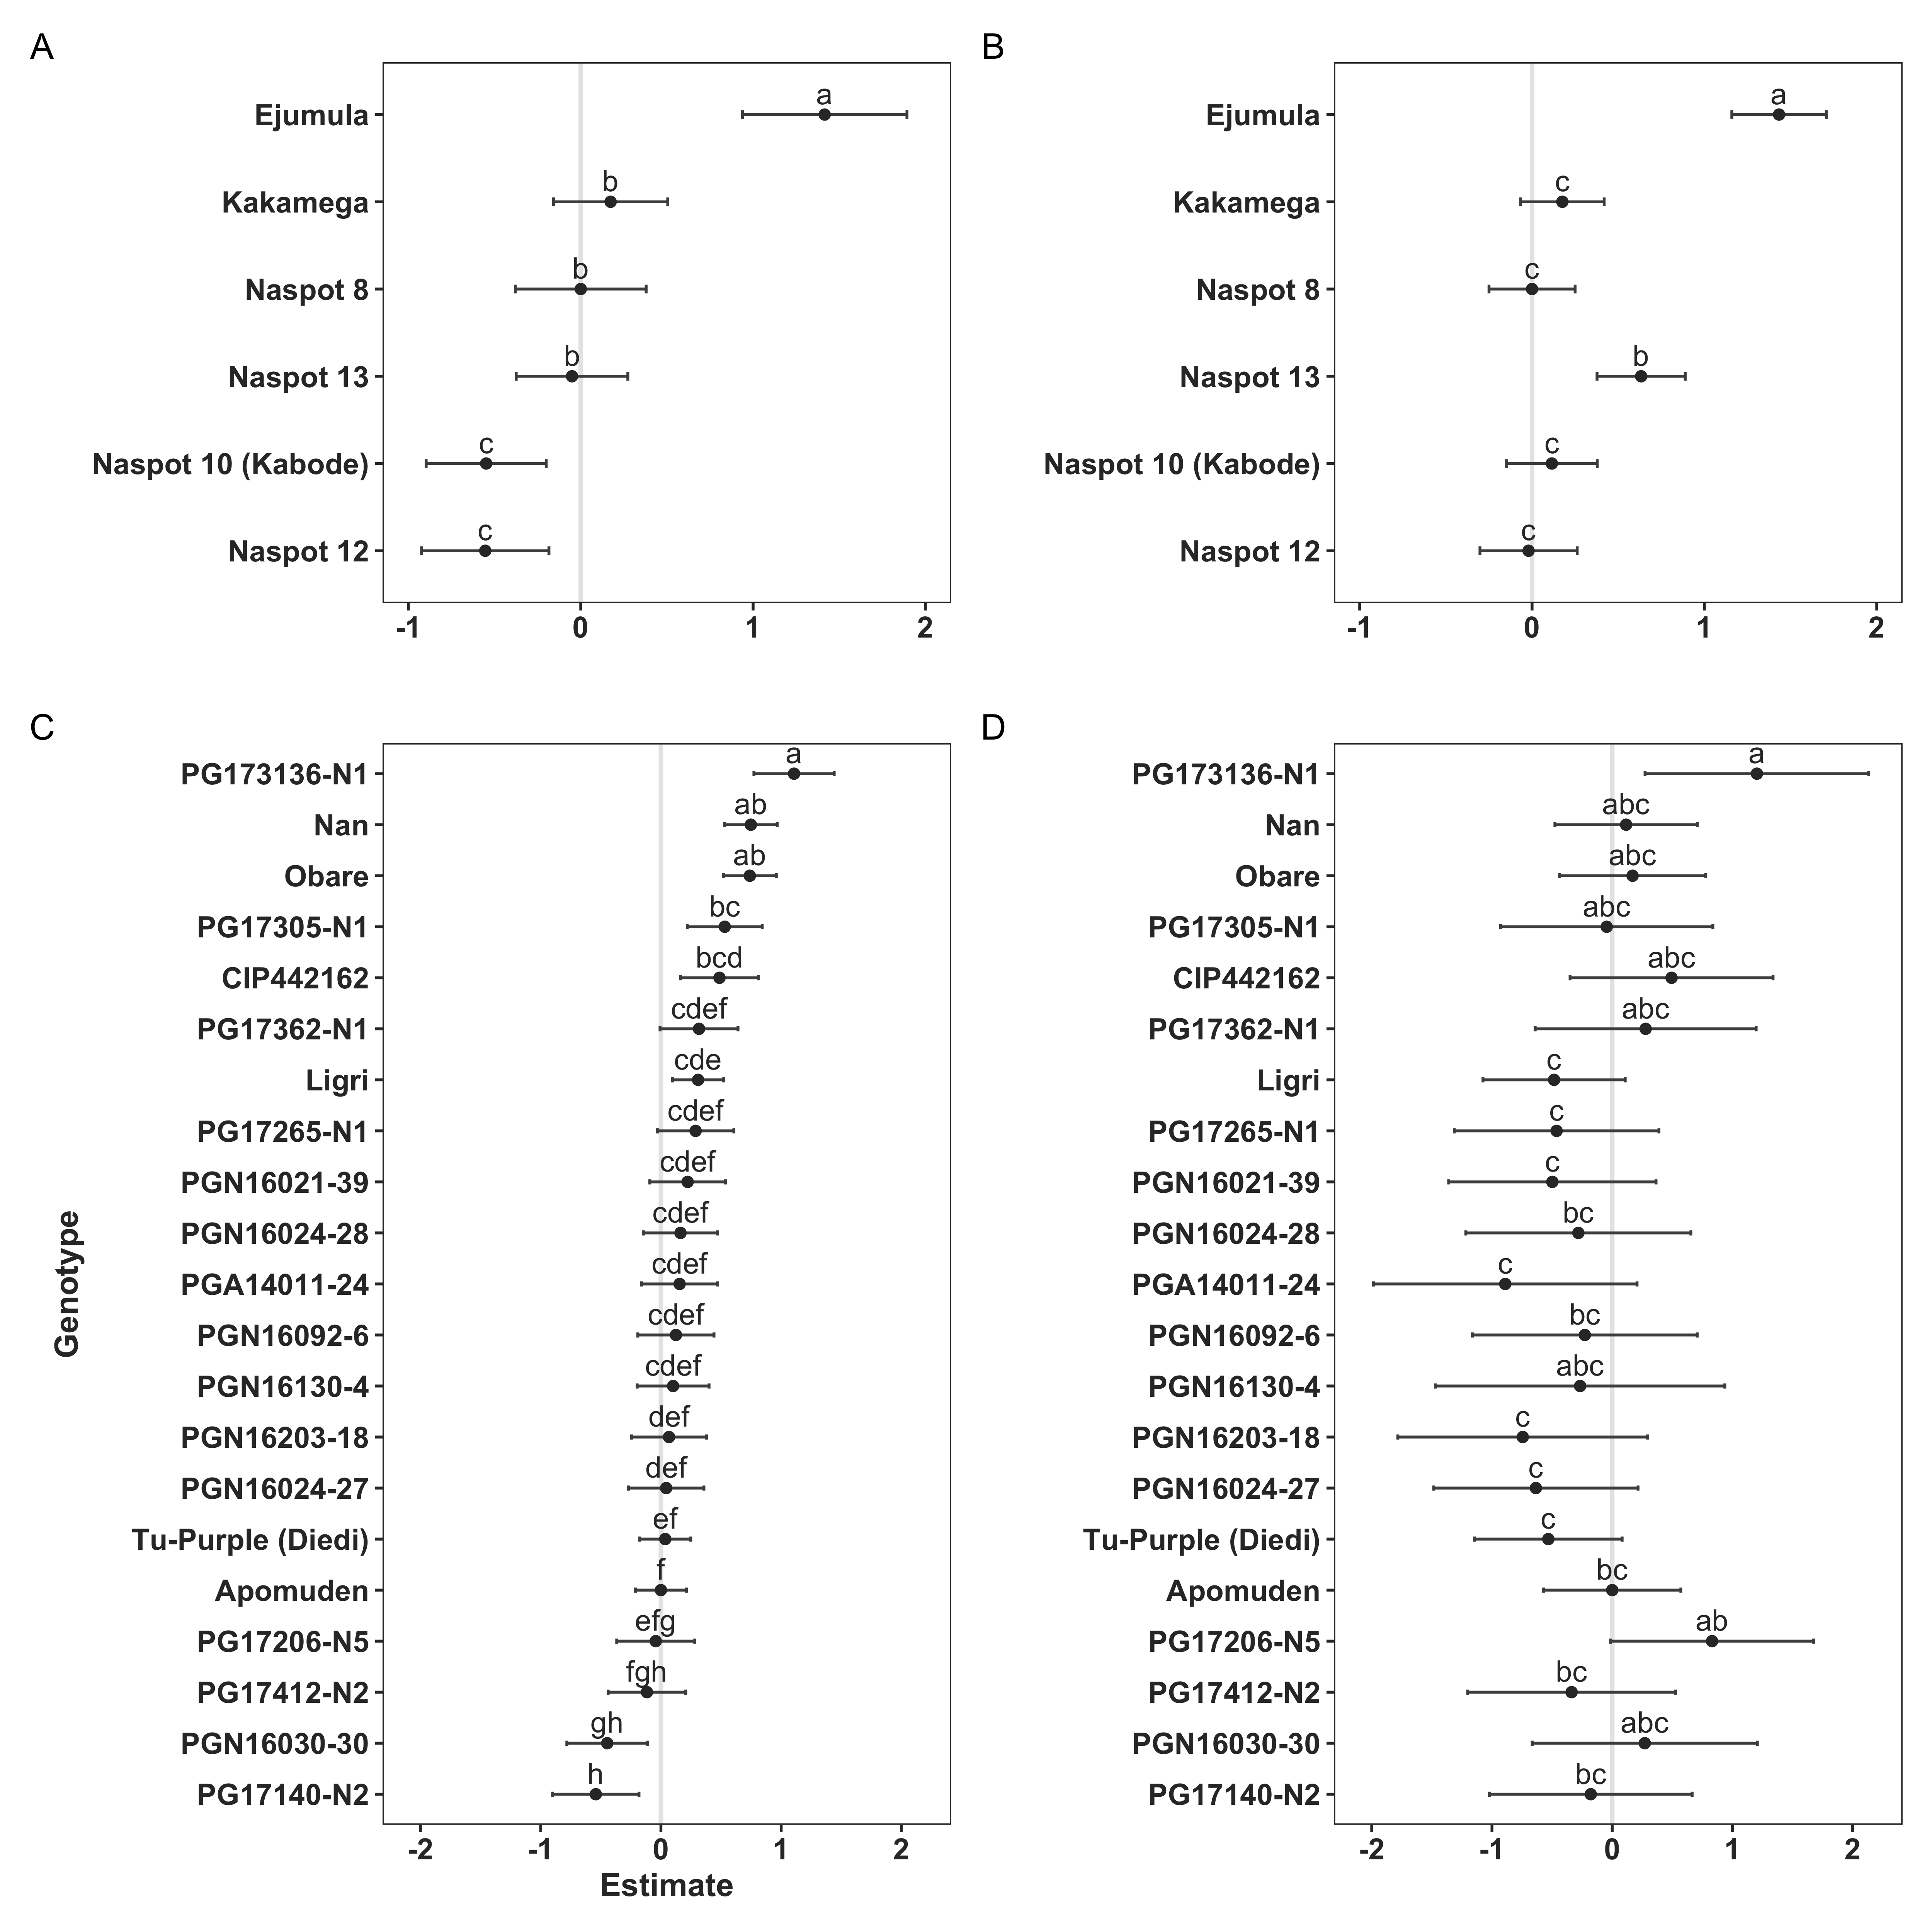 A
Ejumula
a
Kakamega
b
Naspot 8
b
Naspot 13
b
Naspot 10 (Kabode)
c
Naspot 12
c
-1 0 1 2
B
Ejumula
a
Kakamega
c
Naspot 8
c
Naspot 13
b
Naspot 10 (Kabode)
c
Naspot 12
c
-1 0 1 2
C
Genotype
PG173136-N1
a
Nan
ab
Obare
ab
PG17305-N1
bc
CIP442162
bcd
PG17362-N1
cdef
Ligri
cde
PG17265-N1
cdef
PGN16021-39
cdef
PGN16024-28
cdef
PGA14011-24
cdef
PGN16092-6
cdef
PGN16130-4
cdef
PGN16203-18
def
PGN16024-27
def
Tu-Purple (Diedi)
ef
Apomuden
f
PG17206-N5
efg
PG17412-N2
fgh
PGN16030-30
gh
PG17140-N2
h
-2 -1 0 1 2
Estimate
D
PG173136-N1
a
Nan
abc
Obare
abc
PG17305-N1
abc
CIP442162
abc
PG17362-N1
abc
Ligri
c
PG17265-N1
c
PGN16021-39
c
PGN16024-28
bc
PGA14011-24
c
PGN16092-6
bc
PGN16130-4
abc
PGN16203-18
c
PGN16024-27
c
Tu-Purple (Diedi)
c
Apomuden
bc
PG17206-N5
ab
PG17412-N2
bc
PGN16030-30
abc
PG17140-N2
bc
-2 -1 0 1 2